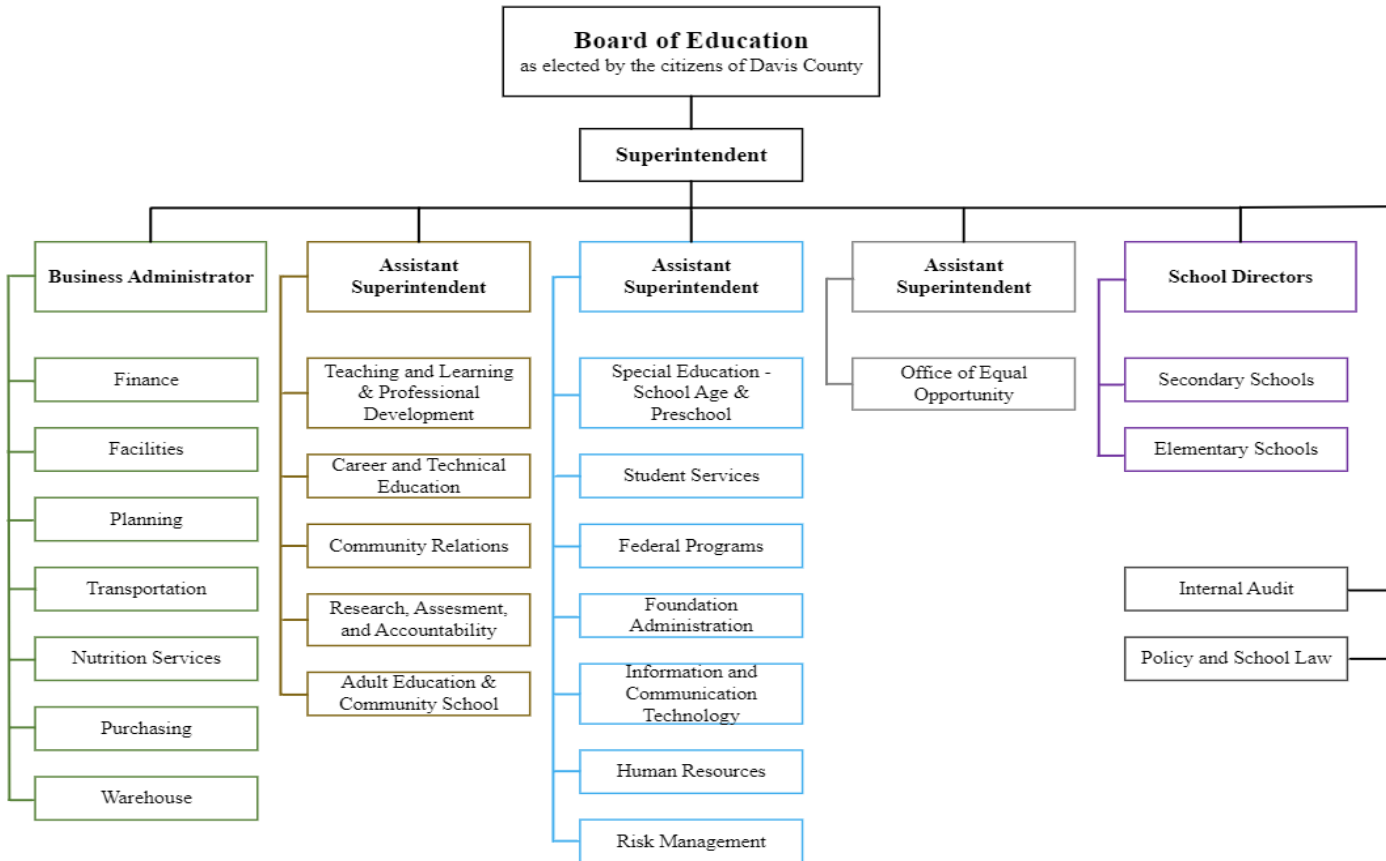 Board of Education
as elected by the citizens of Davis County
Superintendent
Business Administrator
Finance
Facilities
Planning
Transportation
Nutrition Services
Purchasing
Warehouse
Assistant
Superintendent
Teaching and Learning
& Professional
Development
Career and Technical
Education
Community Relations
Research, Assesment,
and Accountability
Adult Education &
Community School
Assistant
Superintendent
Special Education -
School Age &
Preschool
Student Services
Federal Programs
Foundation
Administration
Information and
Communication
Technology
Human Resources
Risk Management
Assistant
Superintendent
Office of Equal
Opportunity
School Directors
Secondary Schools
Elementary Schools
Internal Audit
Policy and School Law